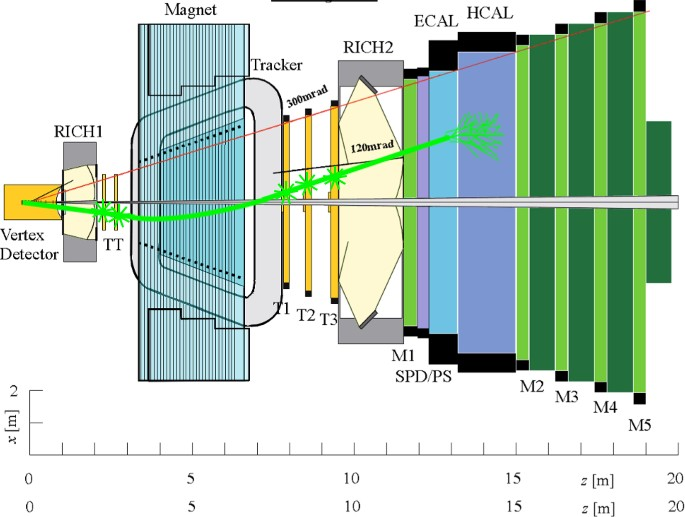 ECAL
HCAL
Magnet
RICH2
Tracker
300mrad
RICH1
120mrad
Vertex
Detector
TT
T1
T2
T3
M1
SPD/PS
M2
M3
M4
M5
2
x [m]
0
5
10
15
z [m]
20
0
5
10
15
z [m]
20